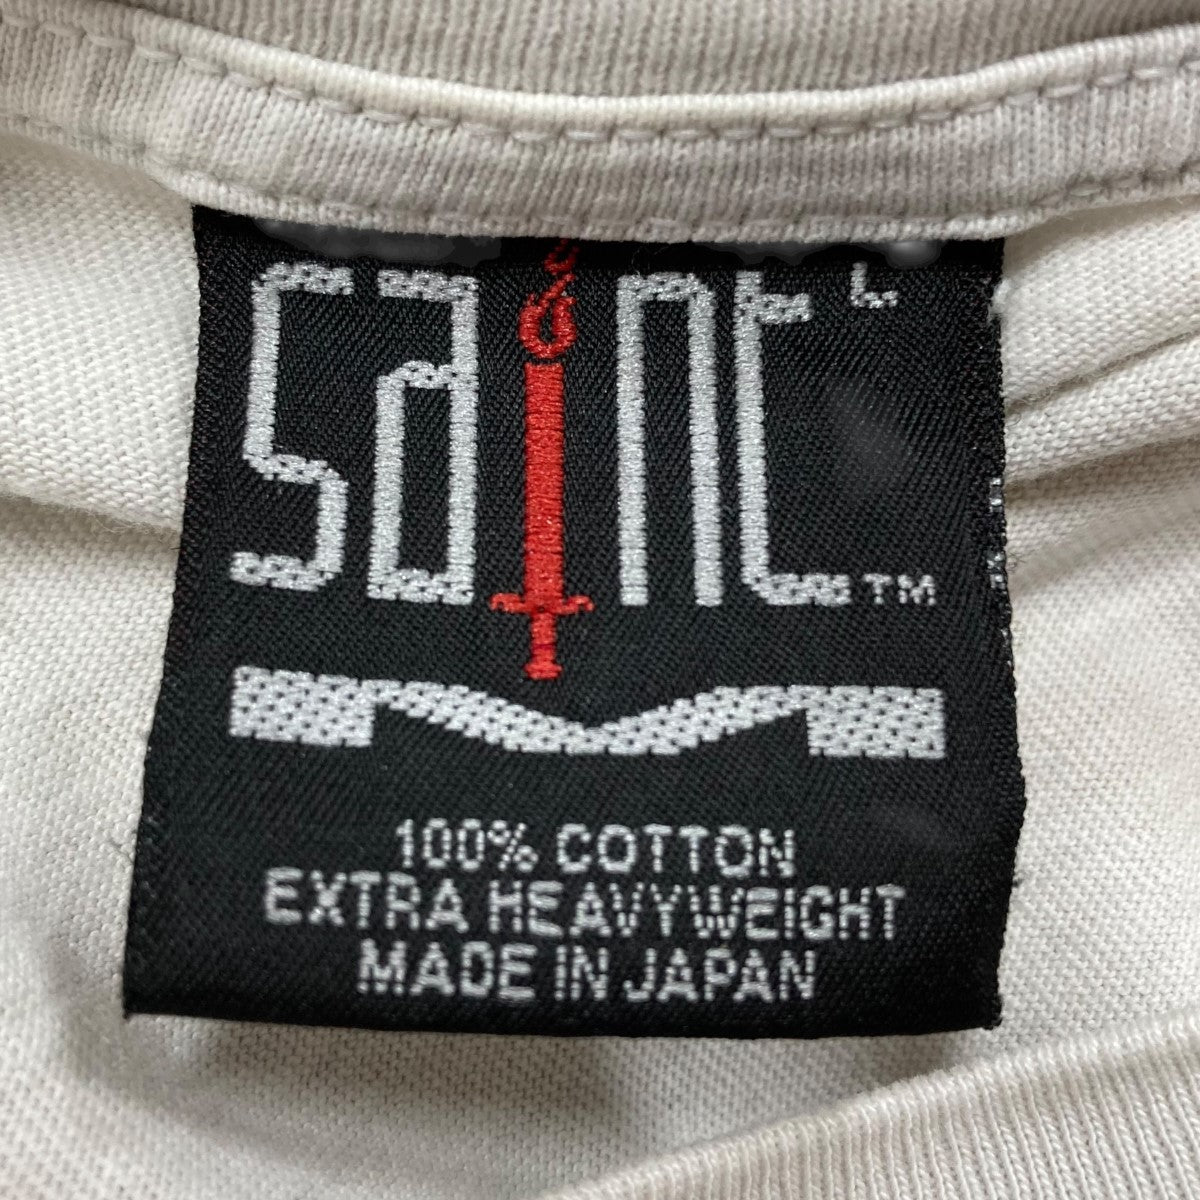 SAINT L
TM
100% COTTON
EXTRA HEAVYWEIGHT
MADE IN JAPAN